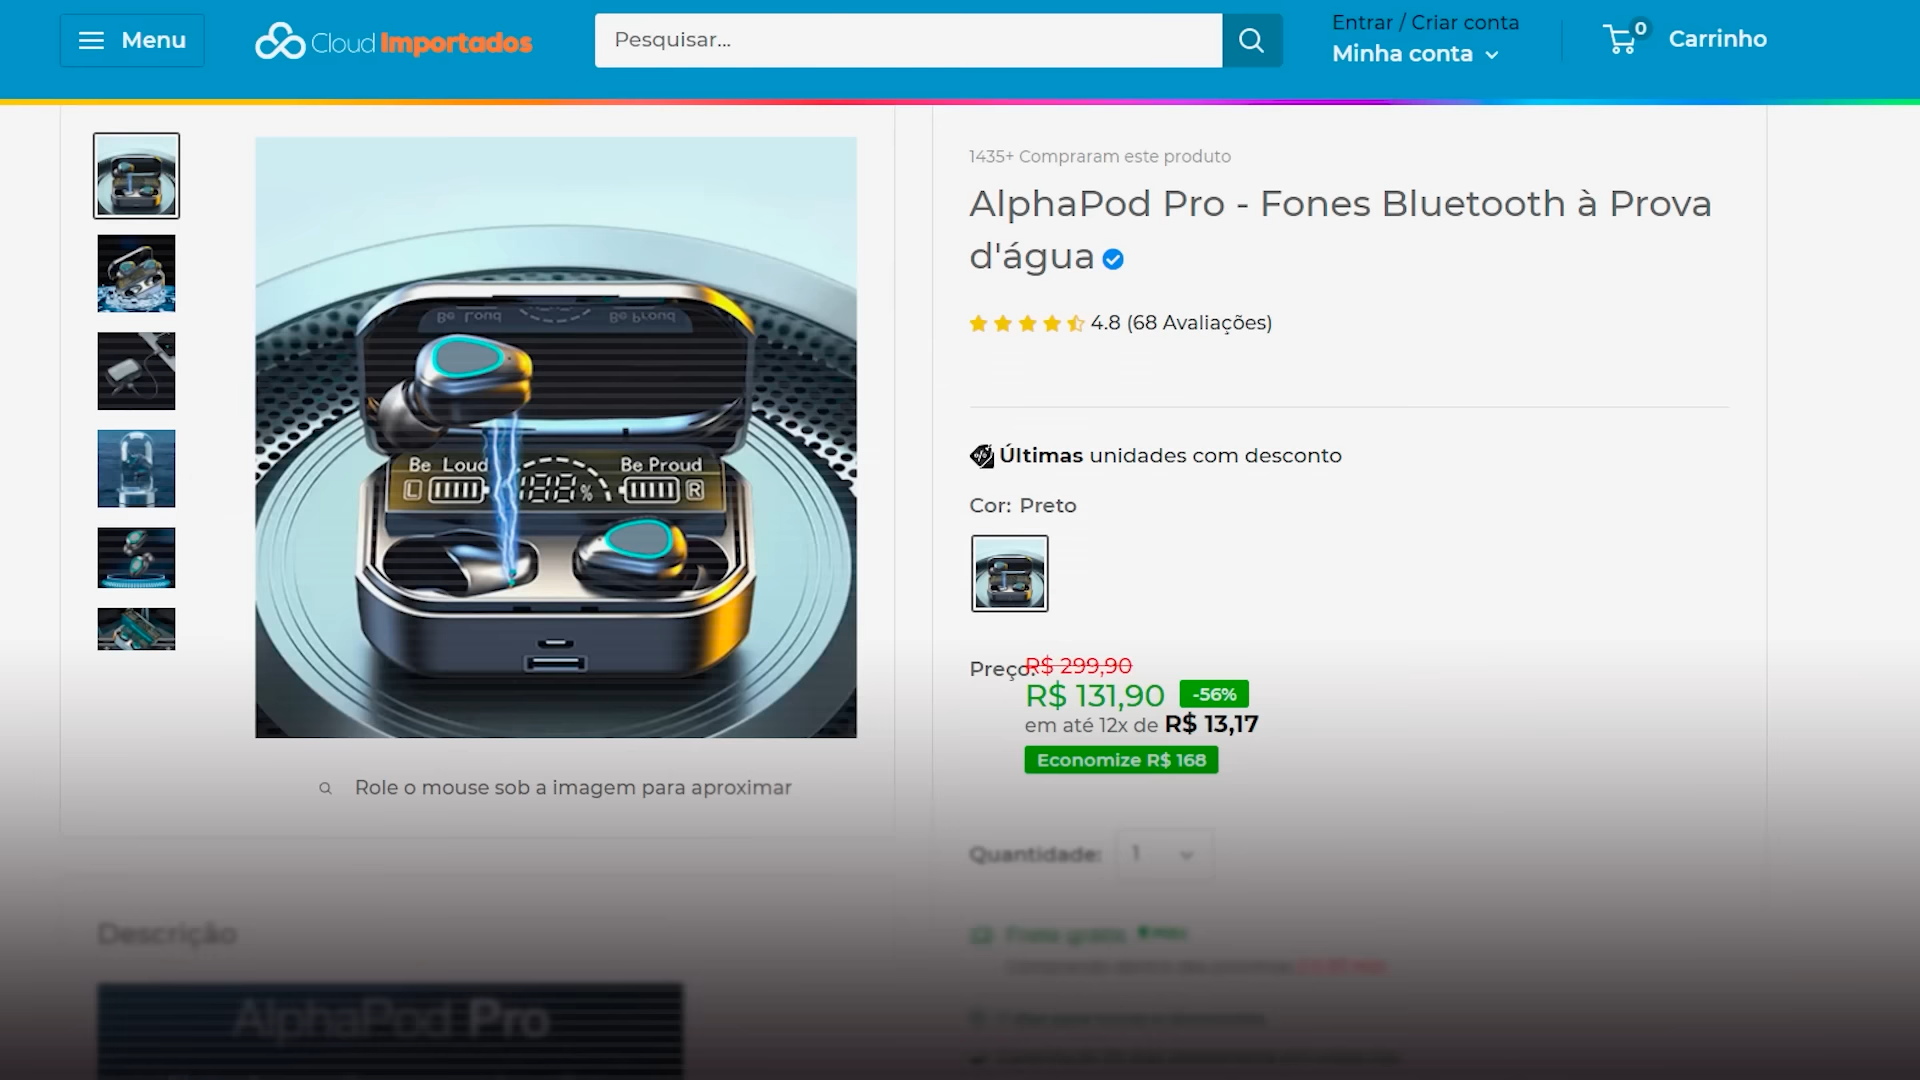 Menu
Cloud Importados
Pesquisar...
Entrar / Criar conta
Minha conta
0
Carrinho
1435+ Compraram este produto
AlphaPod Pro - Fones Bluetooth à Prova
d'água
4.8 (68 Avaliações)
Últimas unidades com desconto
Cor: Preto
Be Loud
Be Proud
Be Loud
Be Proud
L
188%
R
Preço:
R$ 299,90
R$ 131,90
-56%
em até 12x de R$ 13,17
Economize R$ 168
Role o mouse sob a imagem para aproximar
Quantidade: 1
Descrição
Frete grátis
AlphaPod Pro